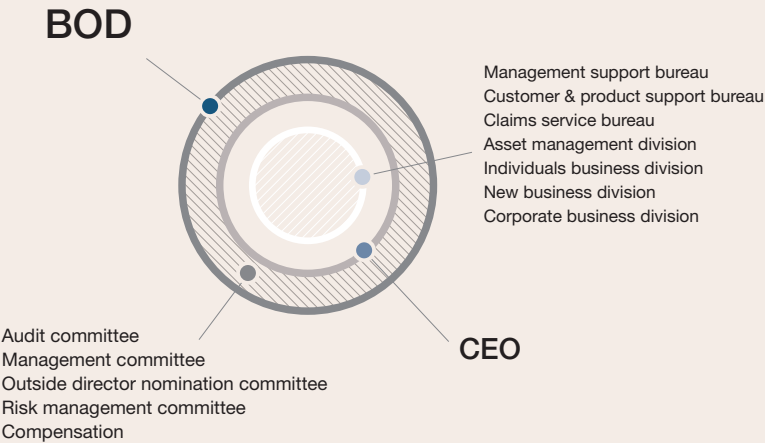 BOD
Management support bureau
Customer & product support bureau
Claims service bureau
Asset management division
Individuals business division
New business division
Corporate business division
CEO
Audit committee
Management committee
Outside director nomination committee
Risk management committee
Compensation